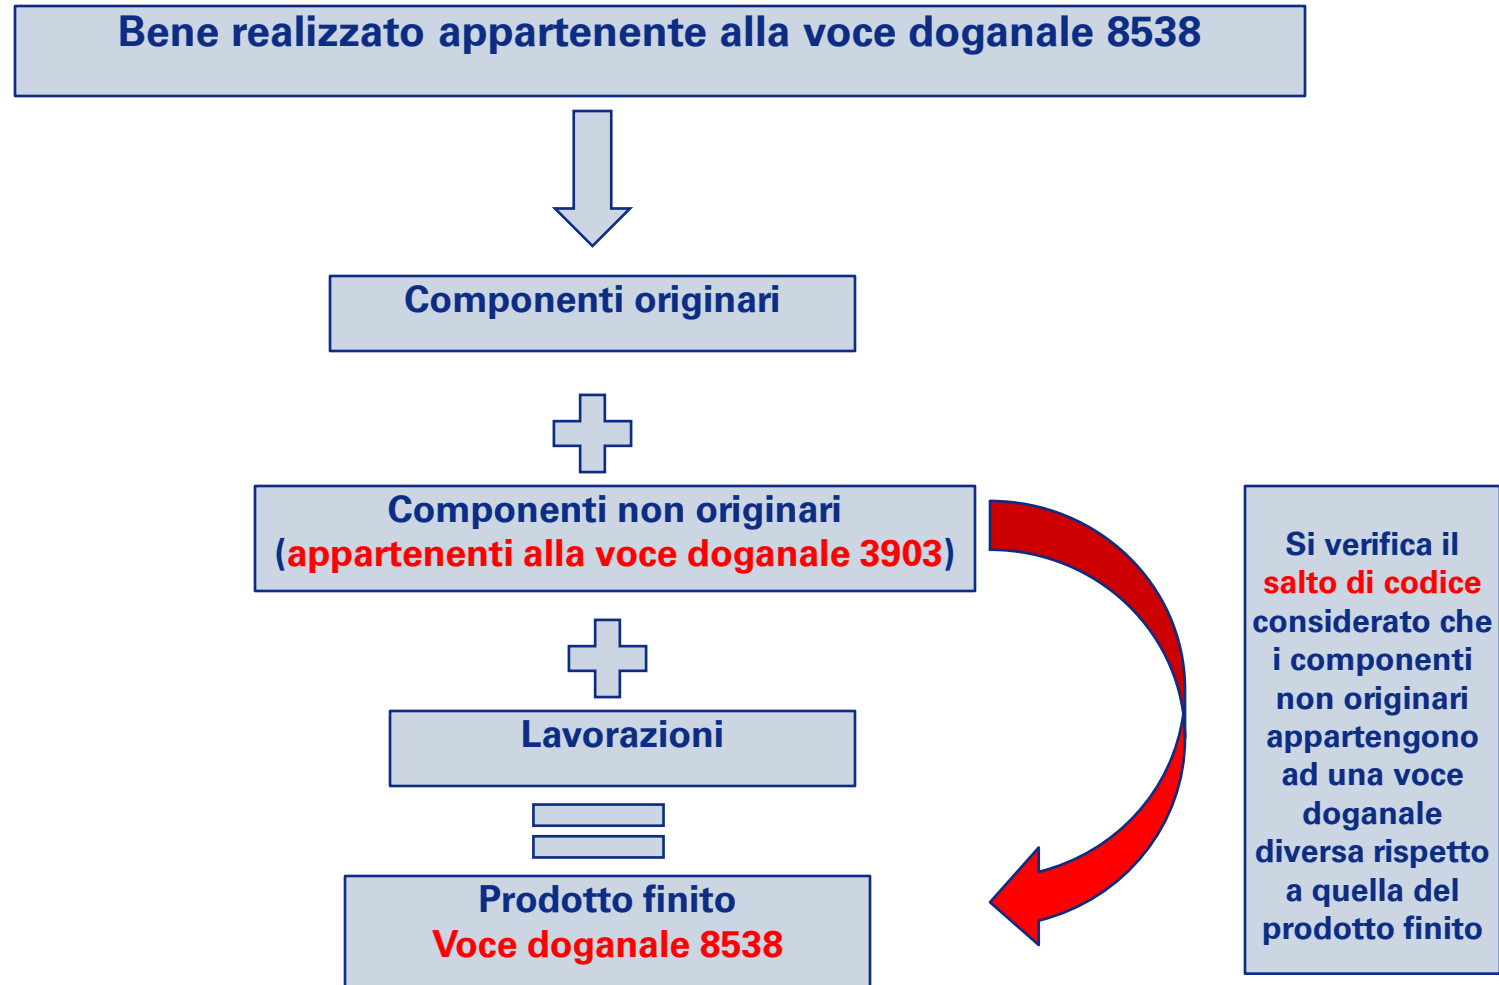 Bene realizzato appartenente alla voce doganale 8538
Componenti originari
Componenti non originari
(appartenenti alla voce doganale 3903)
Lavorazioni
Prodotto finito
Voce doganale 8538
Si verifica il
salto di codice
considerato che
i componenti
non originari
appartengono
ad una voce
doganale
diversa rispetto
a quella del
prodotto finito